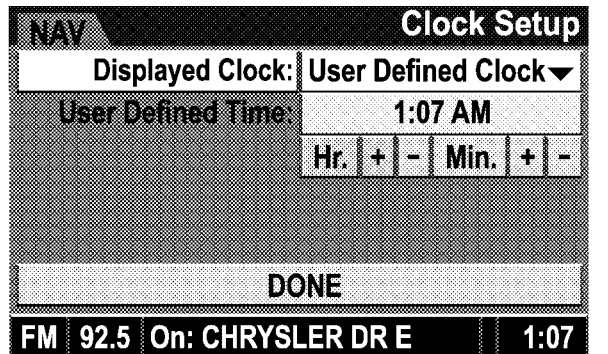 NAV Clock Setup
Displayed Clock: User Defined Clock
User Defined Time: 1:07 AM
Hr. + - Min. + -
DONE
FM 92.5 On: CHRYSLER DR E 1:07